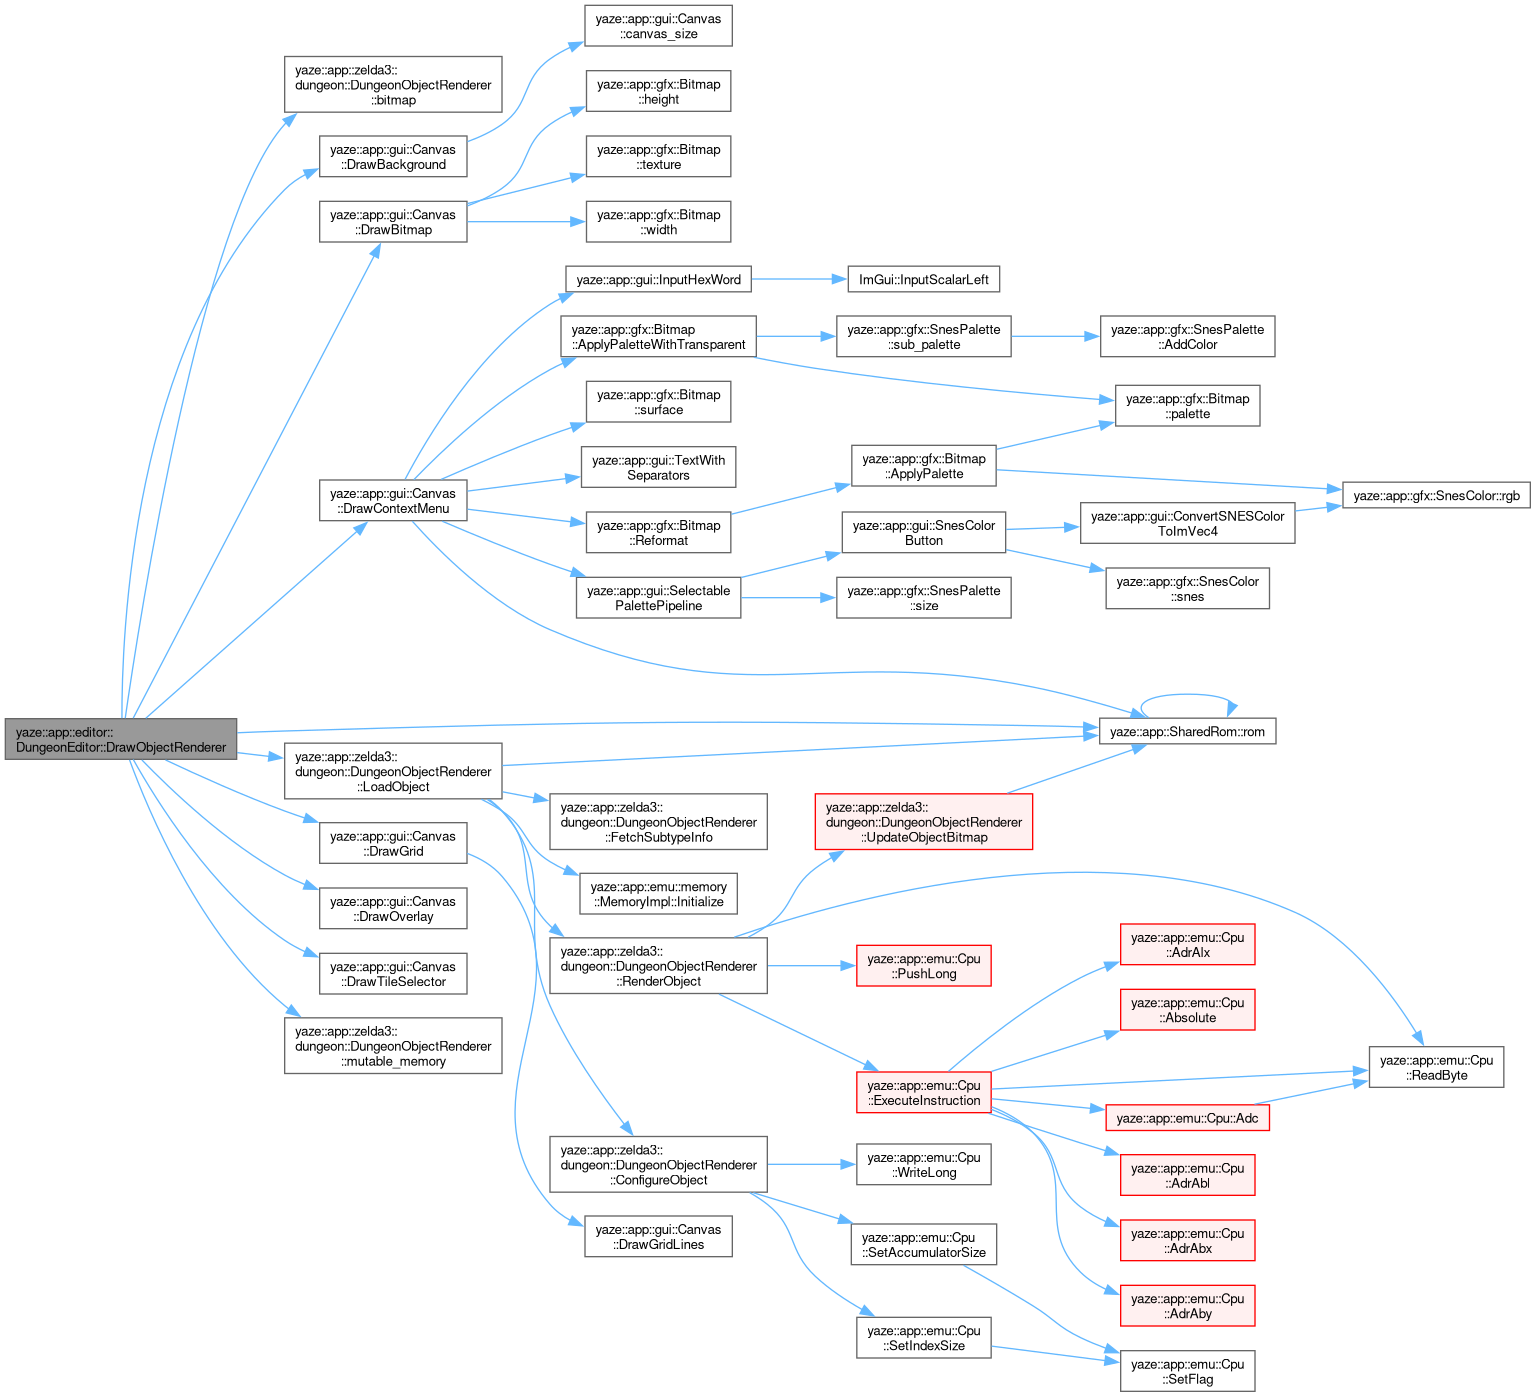 yaze::app::gui::Canvas
::canvas_size
yaze::app::zelda3::
dungeon::DungeonObjectRenderer
::bitmap
yaze::app::gfx::Bitmap
::height
yaze::app::gui::Canvas
::DrawBackground
yaze::app::gfx::Bitmap
::texture
yaze::app::gui::Canvas
::DrawBitmap
yaze::app::gfx::Bitmap
::width
yaze::app::gui::InputHexWord
ImGui::InputScalarLeft
yaze::app::gfx::Bitmap
::ApplyPaletteWithTransparent
yaze::app::gfx::SnesPalette
::sub_palette
yaze::app::gfx::SnesPalette
::AddColor
yaze::app::gfx::Bitmap
::surface
yaze::app::gfx::Bitmap
::palette
yaze::app::gui::TextWith
Separators
yaze::app::gfx::Bitmap
::ApplyPalette
yaze::app::gfx::SnesColor::rgb
yaze::app::gui::Canvas
::DrawContextMenu
yaze::app::gfx::Bitmap
::Reformat
yaze::app::gui::SnesColor
Button
yaze::app::gui::ConvertSNESColor
ToImVec4
yaze::app::gui::Selectable
PalettePipeline
yaze::app::gfx::SnesPalette
::size
yaze::app::gfx::SnesColor
::snes
yaze::app::editor::
DungeonEditor::DrawObjectRenderer
yaze::app::SharedRom::rom
yaze::app::zelda3::
dungeon::DungeonObjectRenderer
::LoadObject
yaze::app::zelda3::
dungeon::DungeonObjectRenderer
::FetchSubtypeInfo
yaze::app::zelda3::
dungeon::DungeonObjectRenderer
::UpdateObjectBitmap
yaze::app::gui::Canvas
::DrawGrid
yaze::app::emu::memory
::MemoryImpl::Initialize
yaze::app::gui::Canvas
::DrawOverlay
yaze::app::zelda3::
dungeon::DungeonObjectRenderer
::RenderObject
yaze::app::emu::Cpu
::PushLong
yaze::app::emu::Cpu
::AdrAlx
yaze::app::gui::Canvas
::DrawTileSelector
yaze::app::emu::Cpu
::Absolute
yaze::app::zelda3::
dungeon::DungeonObjectRenderer
::mutable_memory
yaze::app::emu::Cpu
::ReadByte
yaze::app::emu::Cpu
::ExecuteInstruction
yaze::app::emu::Cpu::Adc
yaze::app::zelda3::
dungeon::DungeonObjectRenderer
::ConfigureObject
yaze::app::emu::Cpu
::WriteLong
yaze::app::emu::Cpu
::AdrAbl
yaze::app::gui::Canvas
::DrawGridLines
yaze::app::emu::Cpu
::SetAccumulatorSize
yaze::app::emu::Cpu
::AdrAbx
yaze::app::emu::Cpu
::AdrAby
yaze::app::emu::Cpu
::SetIndexSize
yaze::app::emu::Cpu
::SetFlag